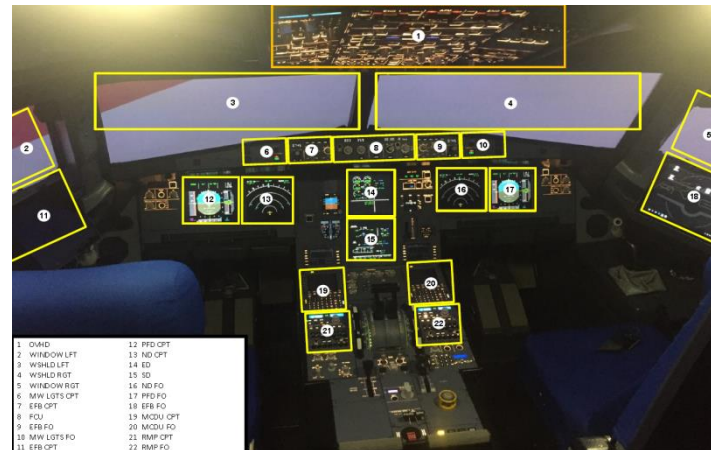 1
3
4
2
5
6
7
8
9
10
11
12
13
14
15
16
17
18
19
20
21
22
1 OVHD
2 WINDOW LFT
3 WSHLD LFT
4 WSHLD RGT
5 WINDOW RGT
6 MW LGTS CPT
7 EFB CPT
8 FCU
9 EFB FO
10 MW LGTS FO
11 EFB CPT
12 PFD CPT
13 ND CPT
14 ED
15 SD
16 ND FO
17 PFD FO
18 EFB FO
19 MCDU CPT
20 MCDU FO
21 RMP CPT
22 RMP FO